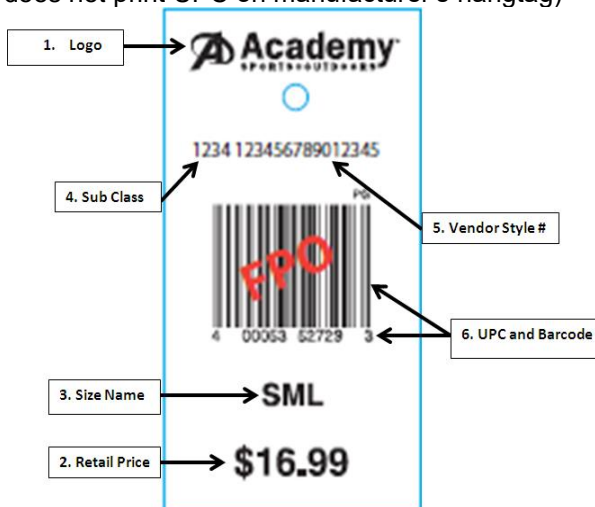 does not print UPC on manufacturer's hangtag)
1. Logo
Academy
SPORTS+OUTDOORS
1234 123456789012345
4. Sub Class
5. Vendor Style #
FPO
4 00063 52729 3
6. UPC and Barcode
3. Size Name
SML
2. Retail Price
$16.99